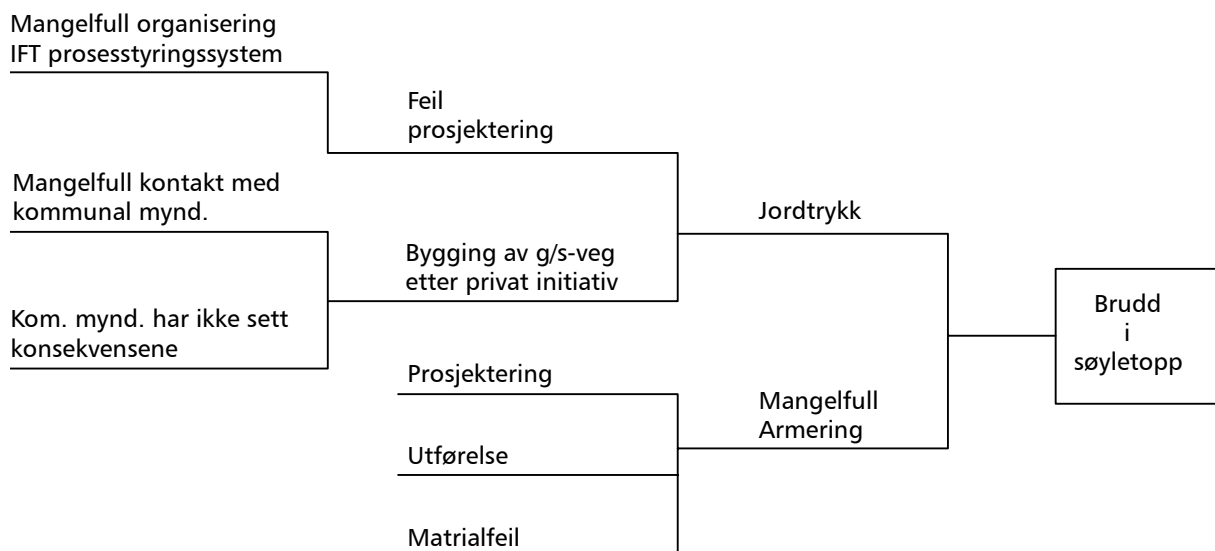 Mangelfull organisering
IFT prosesstyringssystem
Feil
prosjektering
Mangelfull kontakt med
kommunal mynd.
Jordtrykk
Bygging av g/s-veg
etter privat initiativ
Kom. mynd. har ikke sett
konsekvensene
Brudd
i
søyletopp
Prosjektering
Mangelfull
Armering
Utførelse
Matrialfeil